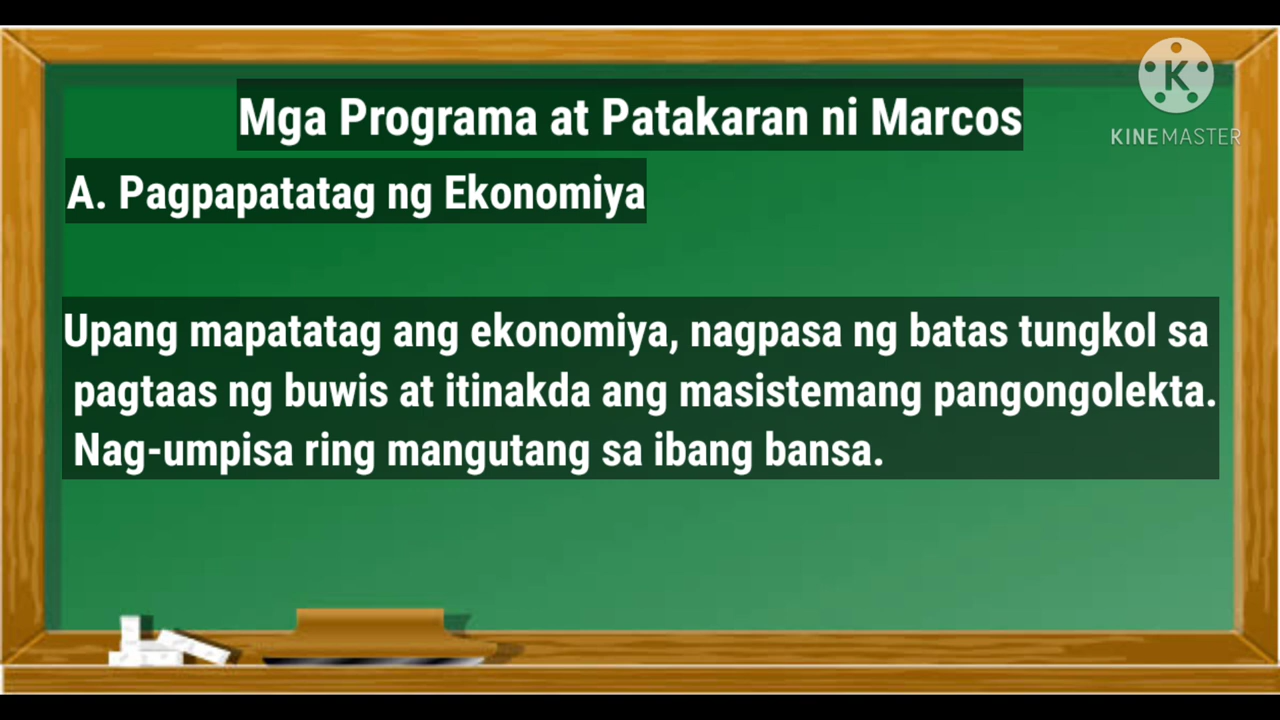 Mga Programa at Patakaran ni Marcos
K
KINEMASTER
A. Pagpapatatag ng Ekonomiya
Upang mapatatag ang ekonomiya, nagpasa ng batas tungkol sa
pagtaas ng buwis at itinakda ang masistemang pangongolekta.
Nag-umpisa ring mangutang sa ibang bansa.